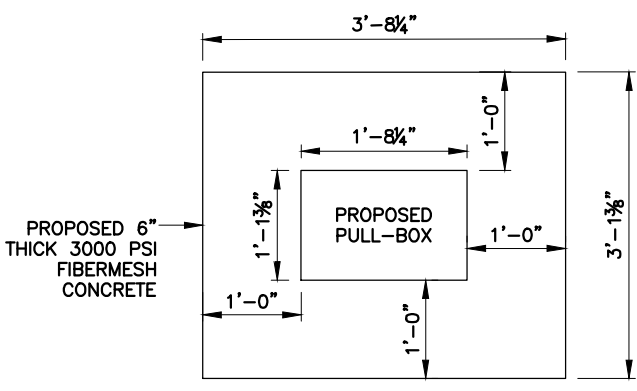 3'-8¼"
1'-0"
1'-8¼"
1'-1⅜"
PROPOSED
PULL-BOX
3'-1⅜"
PROPOSED 6"
THICK 3000 PSI
FIBERMESH
CONCRETE
1'-0"
1'-0"
1'-0"